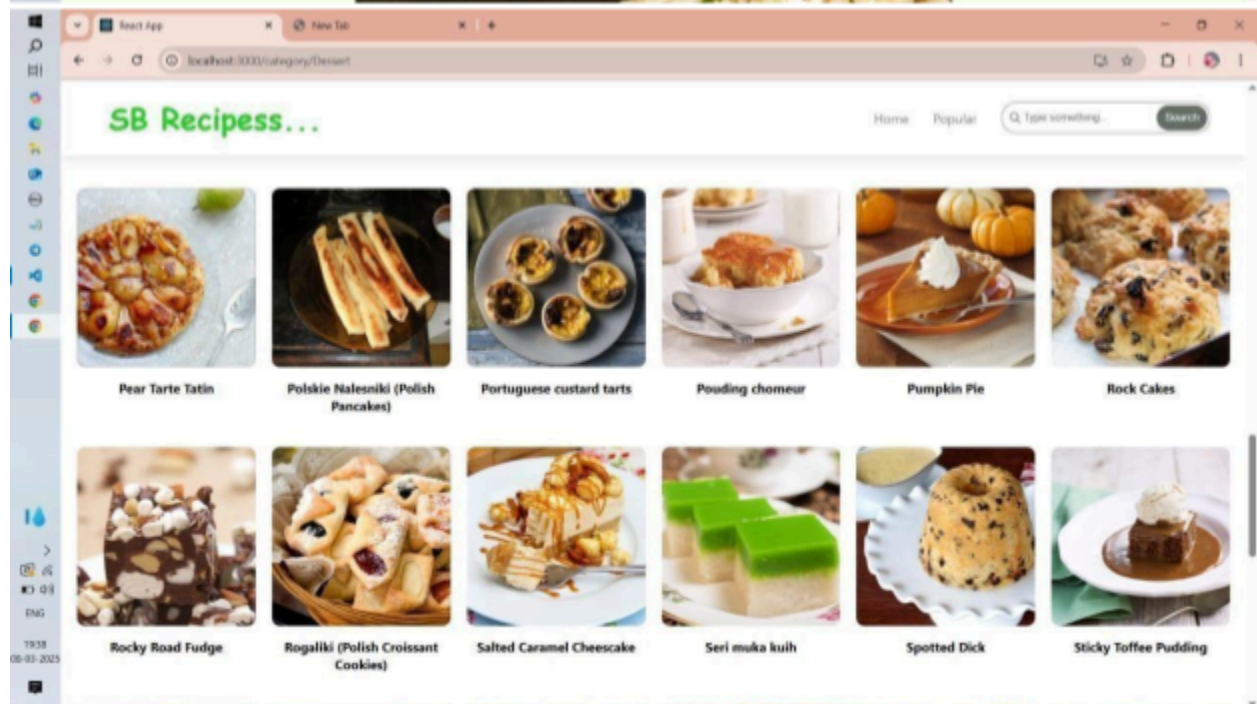 React App
New Tab
localhost:3000/category/Dessert
SB Recipess...
Home
Popular
Type something...
Search
Pear Tarte Tatin
Polskie Nalesniki (Polish
Pancakes)
Portuguese custard tarts
Pouding chomeur
Pumpkin Pie
Rock Cakes
Rocky Road Fudge
Rogaliki (Polish Croissant
Cookies)
Salted Caramel Cheescake
Seri muka kuih
Spotted Dick
Sticky Toffee Pudding
ENG
19:38
08-03-2025